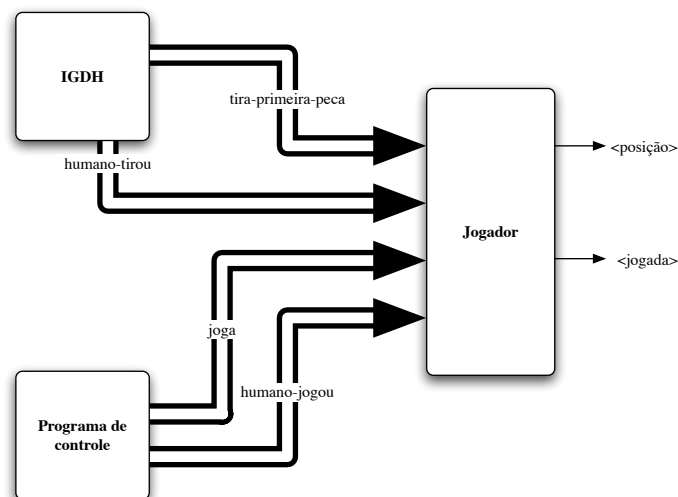 IGDH
tira-primeira-peca
humano-tirou
<posição>
Jogador
<jogada>
joga
humano-jogou
Programa de
controle